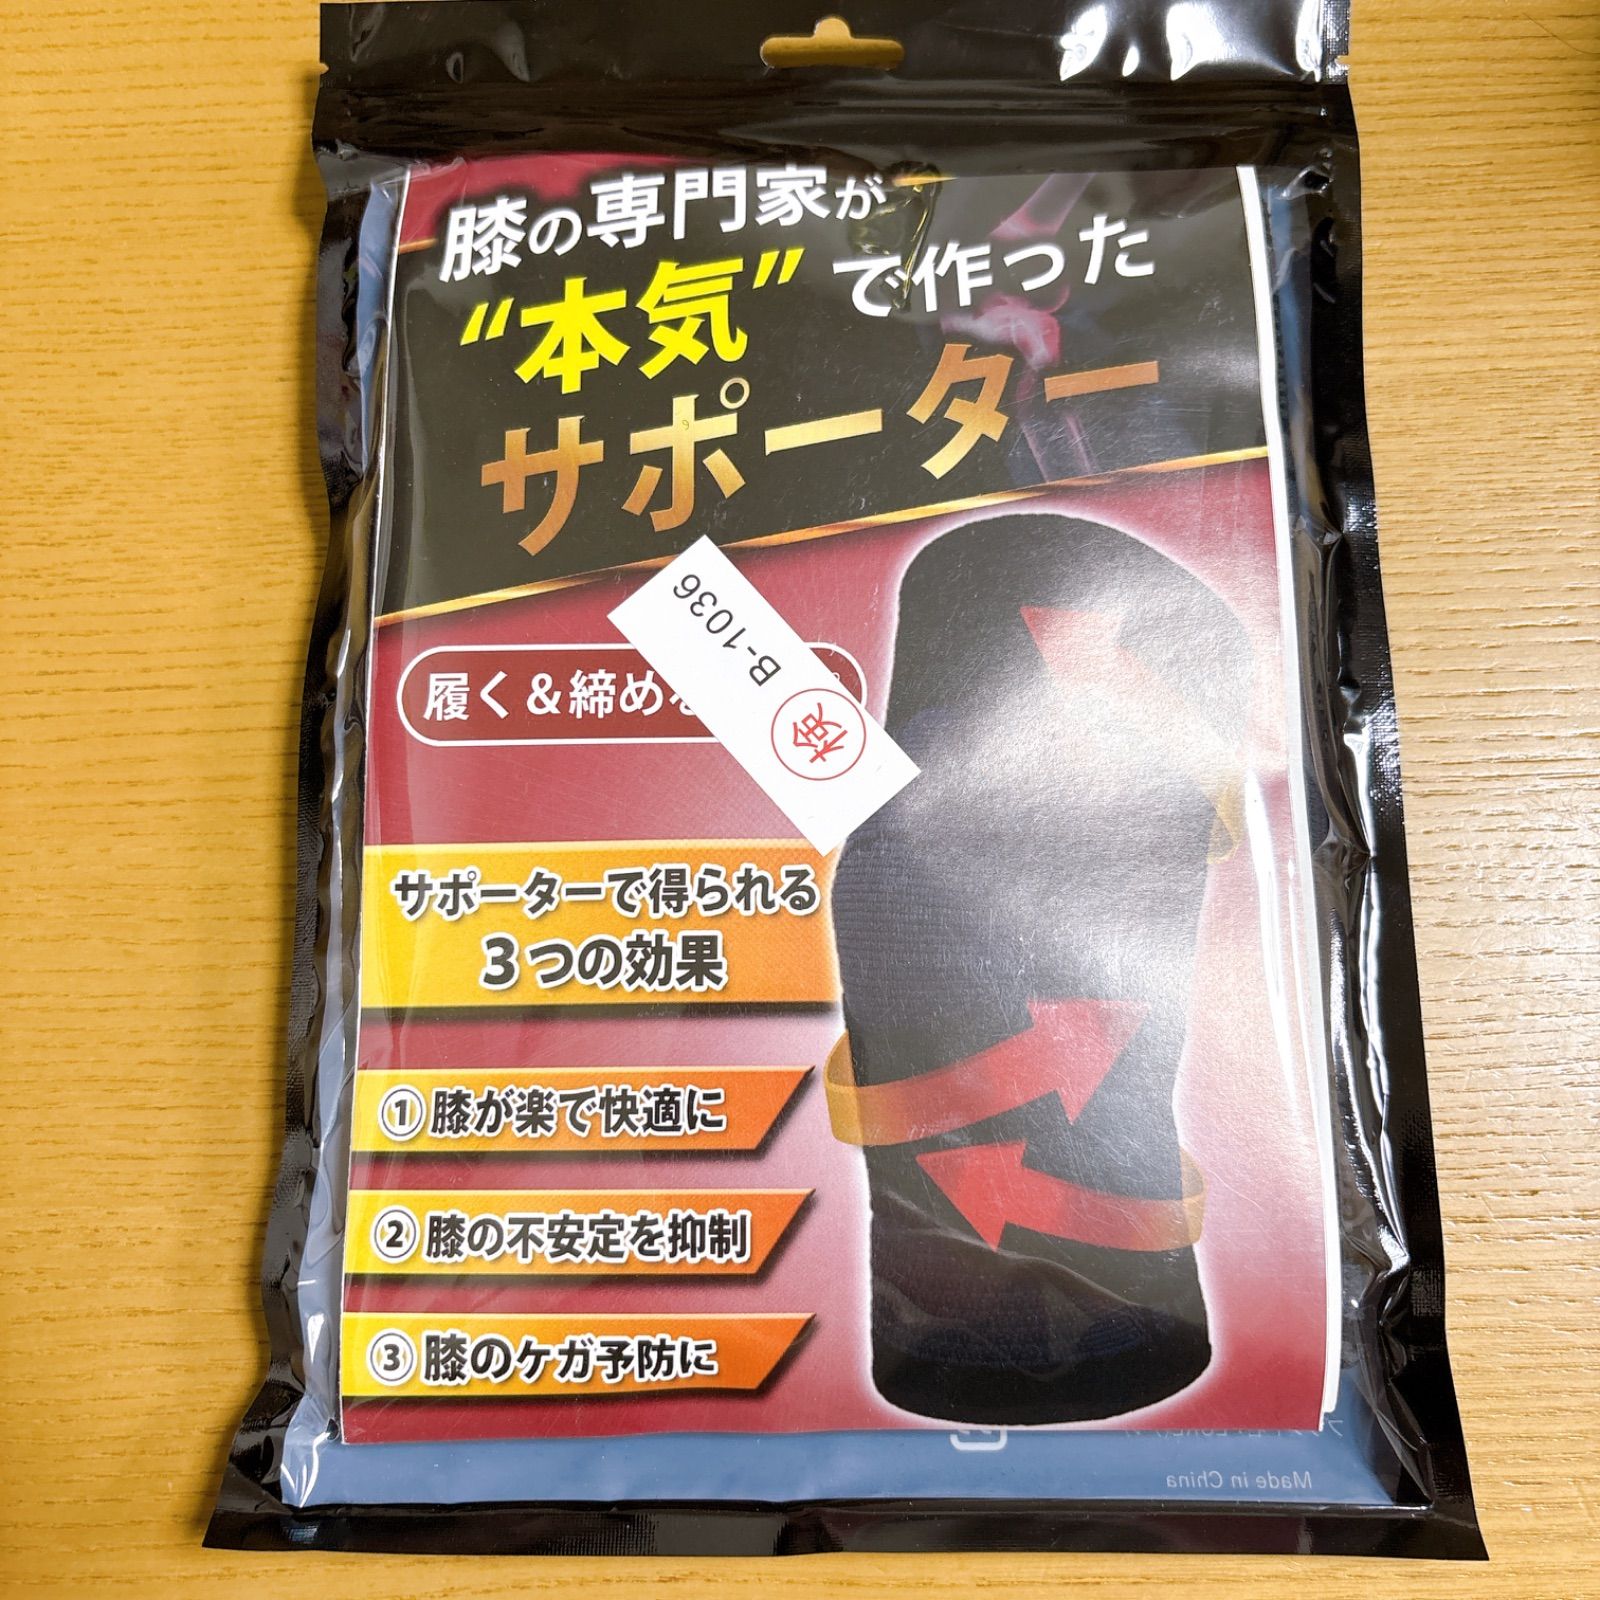 膝の専門家が
“本気”で作った
サポーター
B-1036
検
履く＆締め
サポーターで得られる
3つの効果
① 膝が楽で快適に
② 膝の不安定を抑制
③ 膝のケガ予防に
Made in China